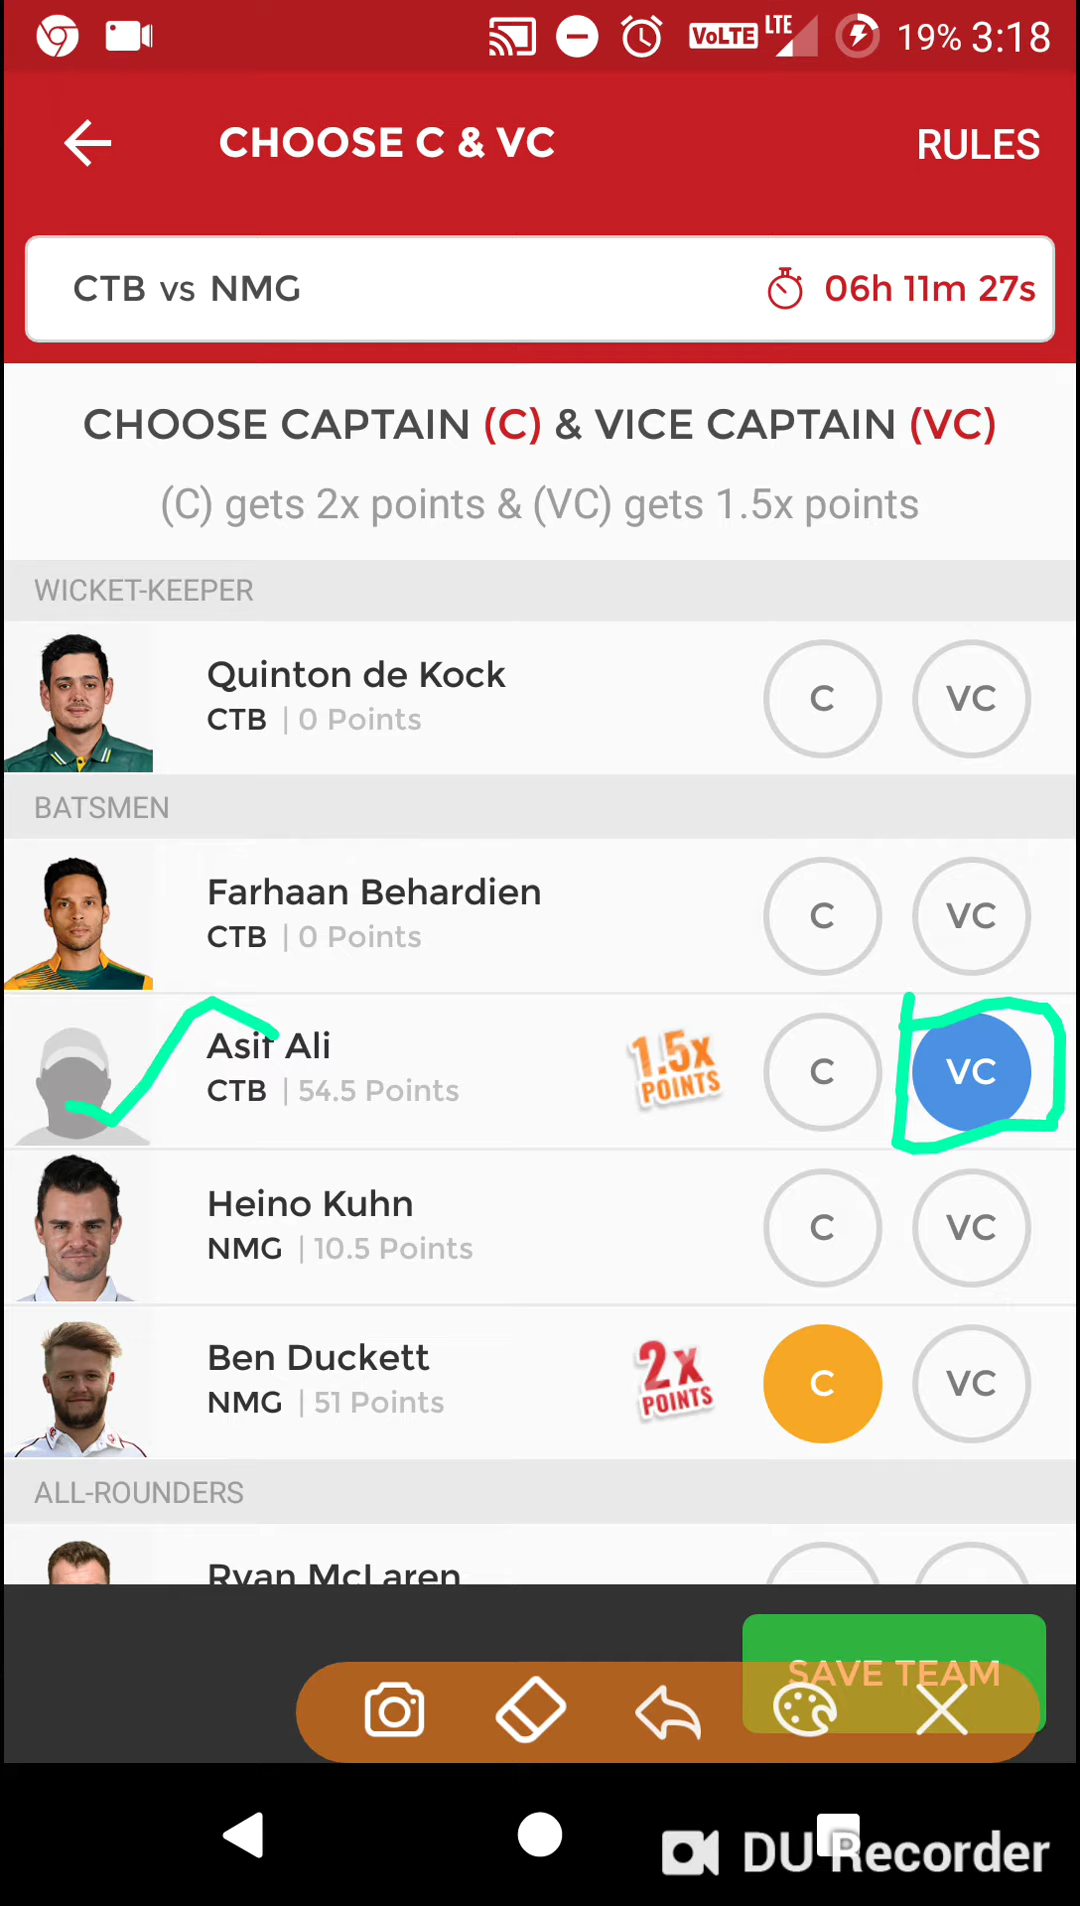 VoLTE LTE 19% 3:18
CHOOSE C & VC RULES
CTB vs NMG 06h 11m 27s
CHOOSE CAPTAIN (C) & VICE CAPTAIN (VC)
(C) gets 2x points & (VC) gets 1.5x points
WICKET-KEEPER
Quinton de Kock
CTB | 0 Points
C VC
BATSMEN
Farhaan Behardien
CTB | 0 Points
C VC
Asif Ali
CTB | 54.5 Points
1.5x
POINTS
C VC
Heino Kuhn
NMG | 10.5 Points
C VC
Ben Duckett
NMG | 51 Points
2x
POINTS
C VC
ALL-ROUNDERS
Ryan McLaren
SAVE TEAM
DU Recorder